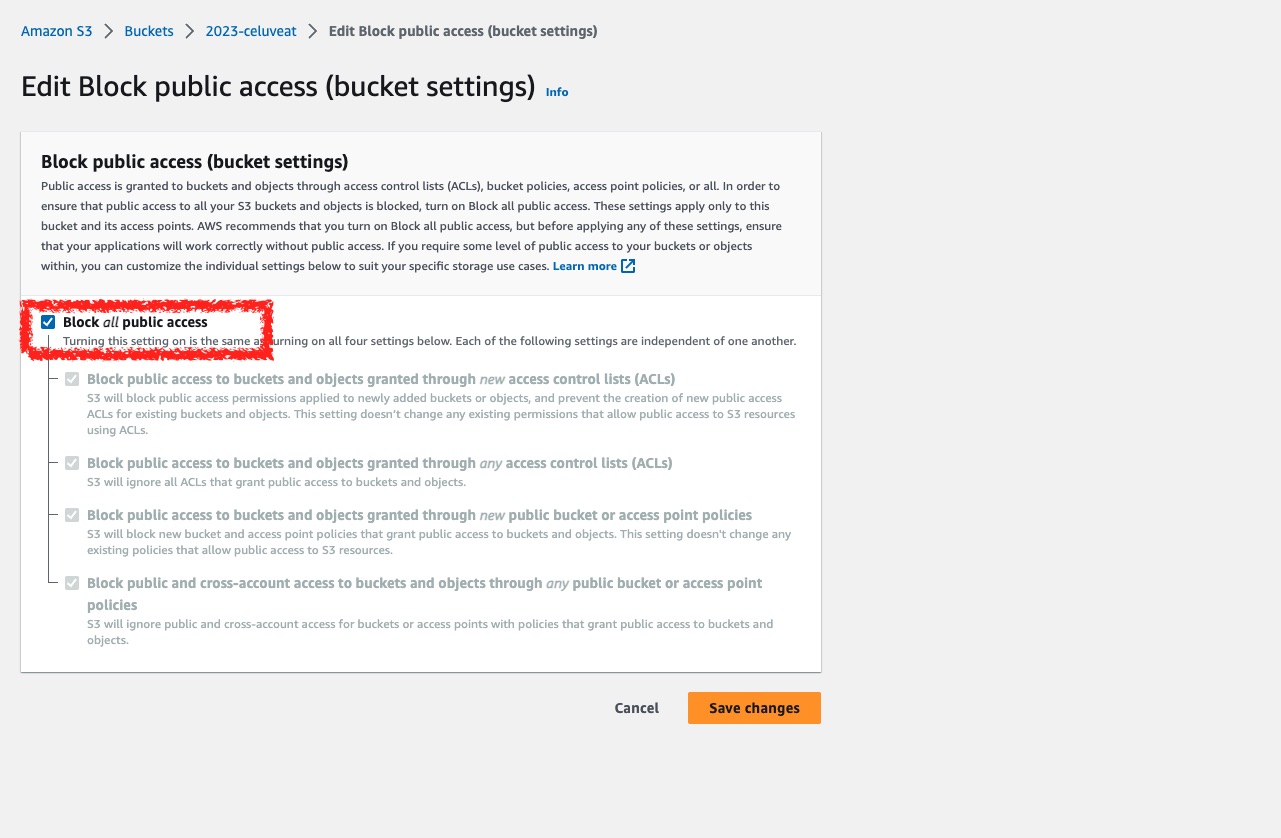 Amazon S3 > Buckets > 2023-celuveat > Edit Block public access (bucket settings)
Edit Block public access (bucket settings) Info
Block public access (bucket settings)
Public access is granted to buckets and objects through access control lists (ACLs), bucket policies, access point policies, or all. In order to
ensure that public access to all your S3 buckets and objects is blocked, turn on Block all public access. These settings apply only to this
bucket and its access points. AWS recommends that you turn on Block all public access, but before applying any of these settings, ensure
that your applications will work correctly without public access. If you require some level of public access to your buckets or objects
within, you can customize the individual settings below to suit your specific storage use cases. Learn more
Block all public access
Turning this setting on is the same as turning on all four settings below. Each of the following settings are independent of one another.
Block public access to buckets and objects granted through new access control lists (ACLs)
S3 will block public access permissions applied to newly added buckets or objects, and prevent the creation of new public access
ACLs for existing buckets and objects. This setting doesn't change any existing permissions that allow public access to S3 resources
using ACLs.
Block public access to buckets and objects granted through any access control lists (ACLs)
S3 will ignore all ACLs that grant public access to buckets and objects.
Block public access to buckets and objects granted through new public bucket or access point policies
S3 will block new bucket and access point policies that grant public access to buckets and objects. This setting doesn't change any
existing policies that allow public access to S3 resources.
Block public and cross-account access to buckets and objects through any public bucket or access point
policies
S3 will ignore public and cross-account access for buckets or access points with policies that grant public access to buckets and
objects.
Cancel Save changes